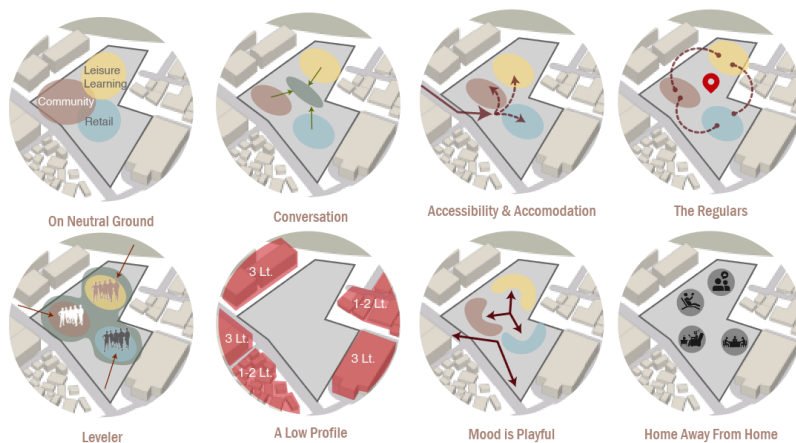 Leisure
Learning
Community
Retail
On Neutral Ground
Conversation
Accessibility & Accomodation
The Regulars
3 Lt.
1-2 Lt.
3 Lt.
1-2 Lt.
3 Lt.
Leveler
A Low Profile
Mood is Playful
Home Away From Home